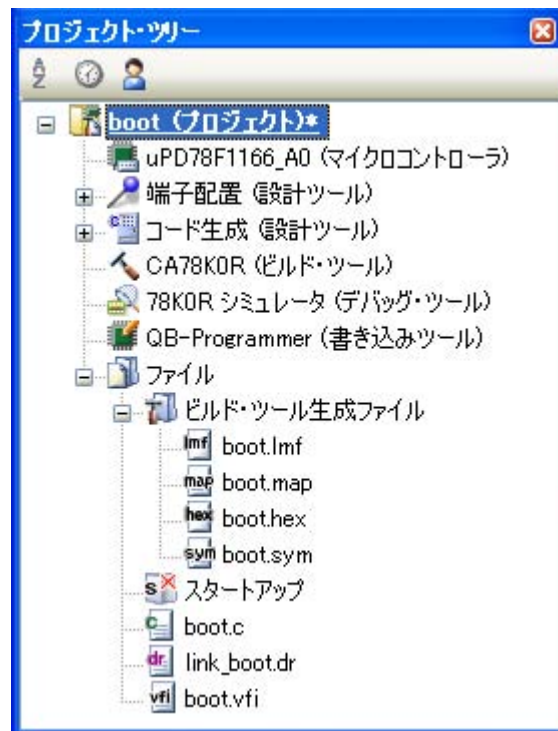 プロジェクト・ツリー
boot (プロジェクト)*
uPD78F1166_A0 (マイクロコントローラ)
端子配置 (設計ツール)
コード生成 (設計ツール)
CA78K0R (ビルド・ツール)
78K0R シミュレータ (デバッグ・ツール)
QB-Programmer (書き込みツール)
ファイル
ビルド・ツール生成ファイル
boot.lmf
boot.map
boot.hex
boot.sym
スタートアップ
boot.c
link_boot.dr
boot.vfi